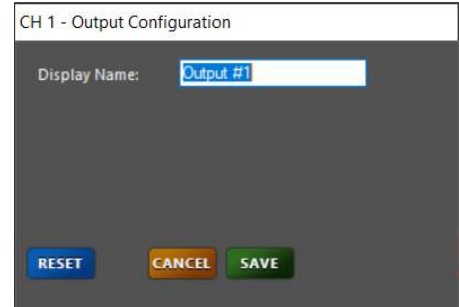 CH 1 - Output Configuration
Display Name: Output #1
RESET CANCEL SAVE